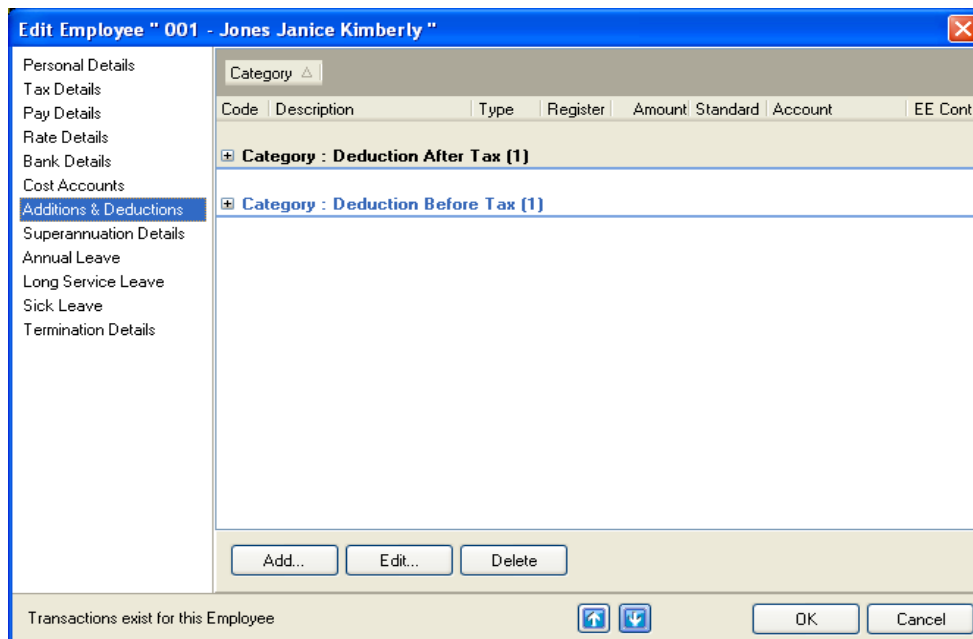 Edit Employee " 001 - Jones Janice Kimberly "
Personal Details
Tax Details
Pay Details
Rate Details
Bank Details
Cost Accounts
Additions & Deductions
Superannuation Details
Annual Leave
Long Service Leave
Sick Leave
Termination Details
Category
Code Description Type Register Amount Standard Account EE Cont
Category : Deduction After Tax (1)
Category : Deduction Before Tax (1)
Add... Edit... Delete
Transactions exist for this Employee
OK Cancel